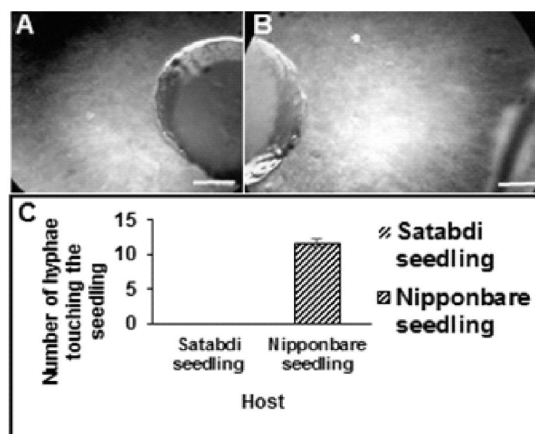 A
B
C
Number of hyphae
touching the
seedling
15
10
5
0
Satabdi
seedling
Nipponbare
seedling
Host
Satabdi
seedling
Nipponbare
seedling